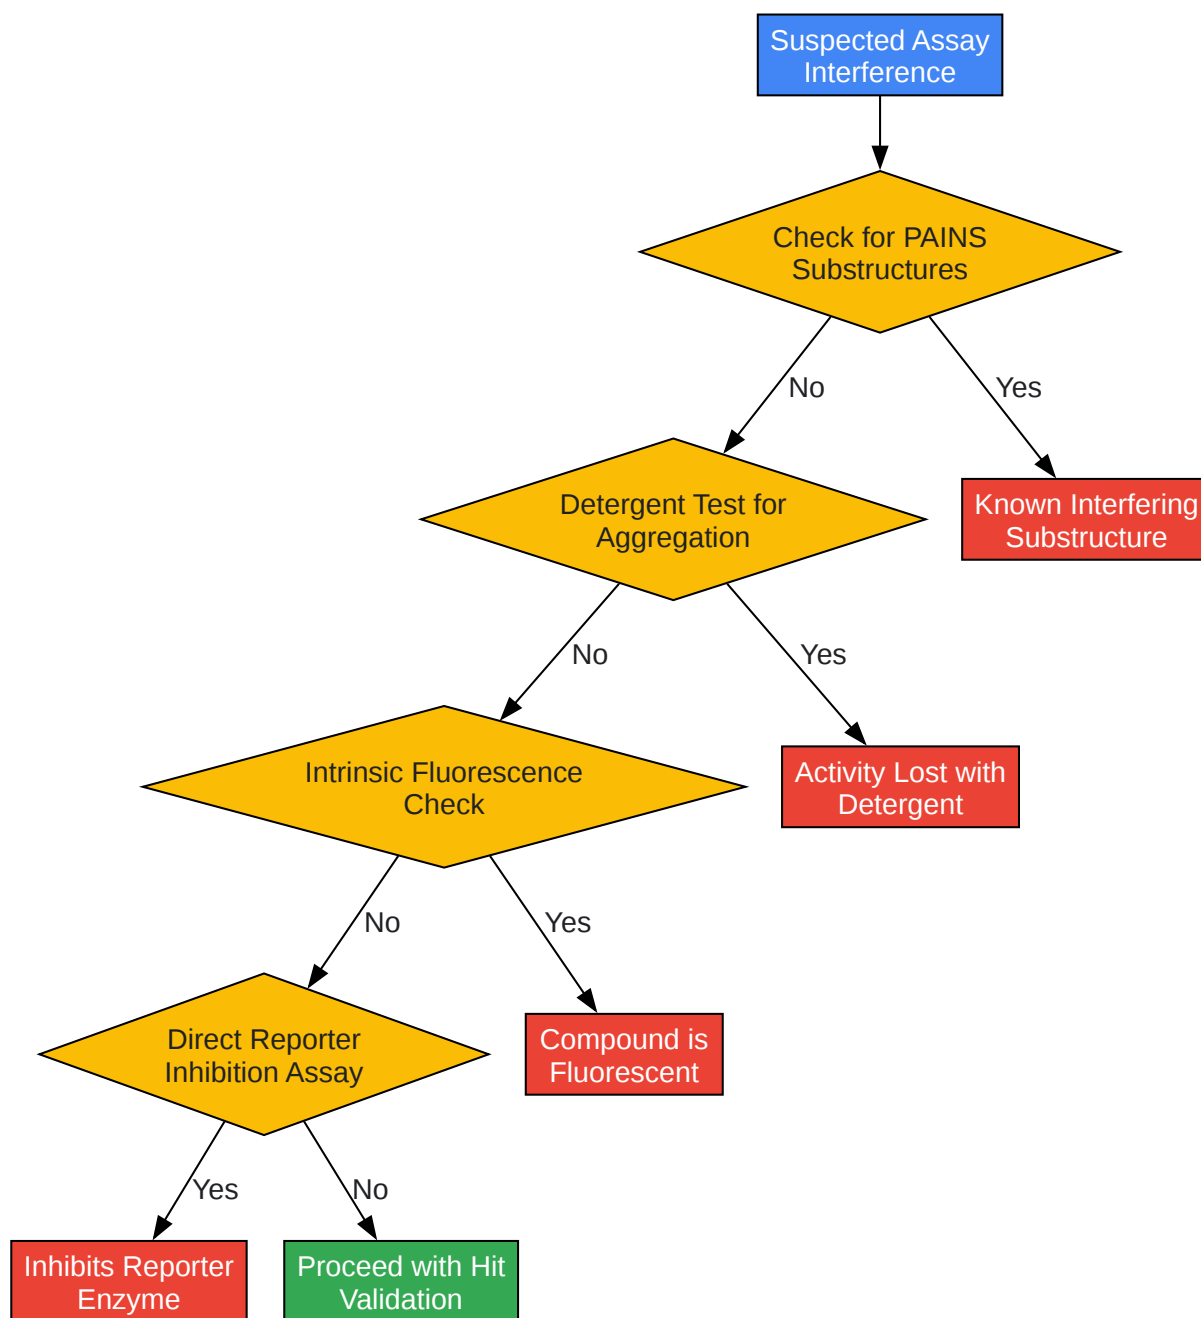 Suspected Assay
Interference
Check for PAINS
Substructures
No
Yes
Detergent Test for
Aggregation
Known Interfering
Substructure
No
Yes
Intrinsic Fluorescence
Check
Activity Lost with
Detergent
No
Yes
Direct Reporter
Inhibition Assay
Compound is
Fluorescent
Yes
No
Inhibits Reporter
Enzyme
Proceed with Hit
Validation